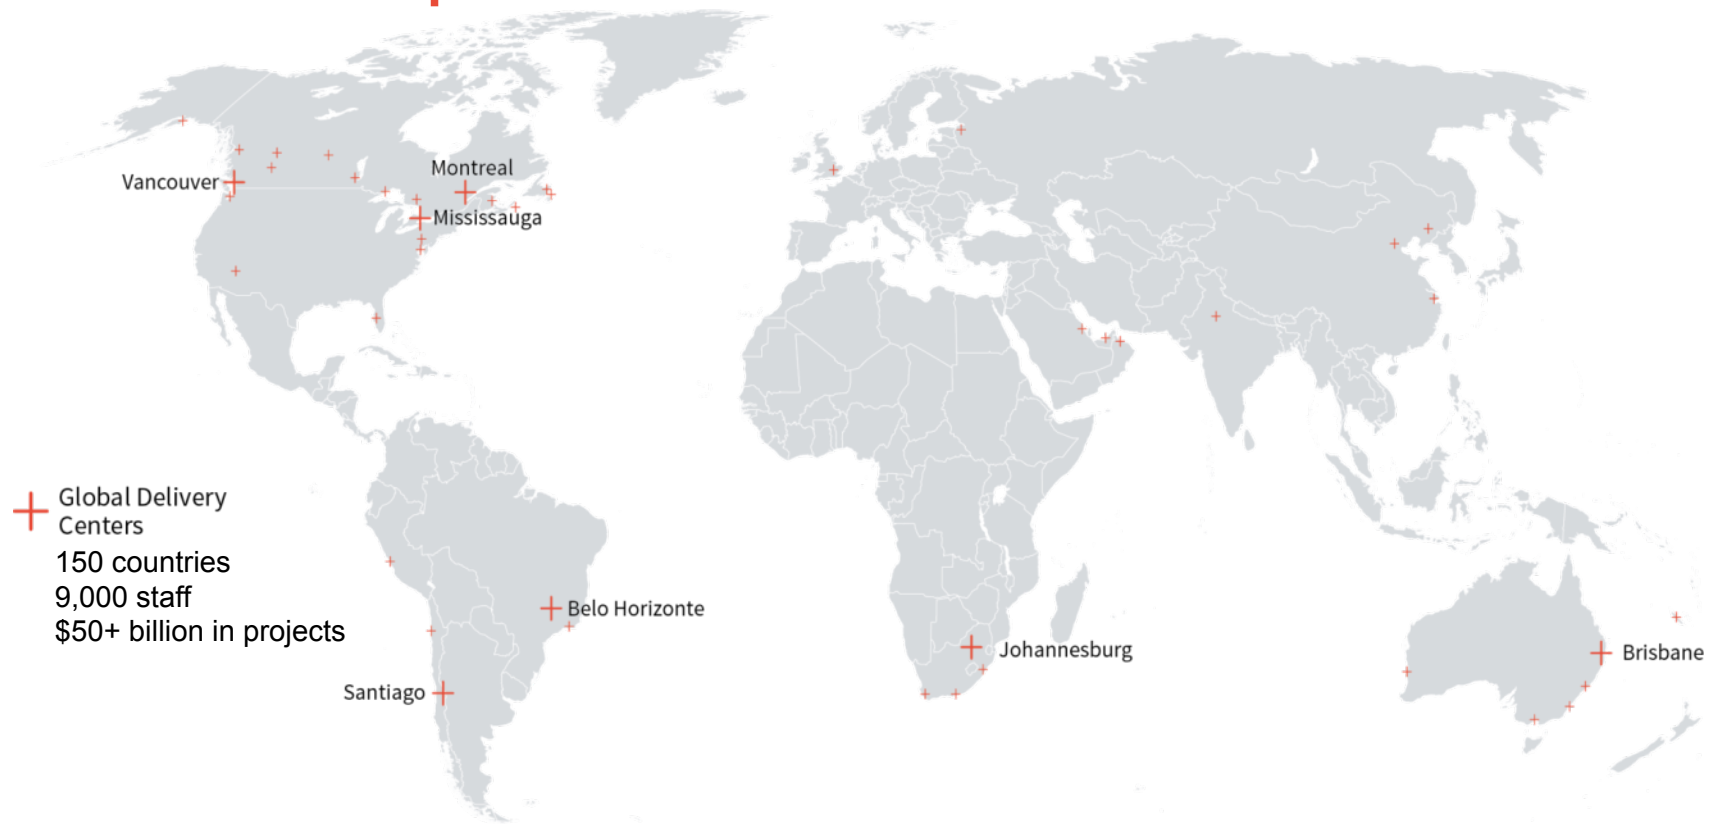 Montreal
Vancouver
Mississauga
Global Delivery
Centers
150 countries
9,000 staff
$50+ billion in projects
Belo Horizonte
Johannesburg
Brisbane
Santiago